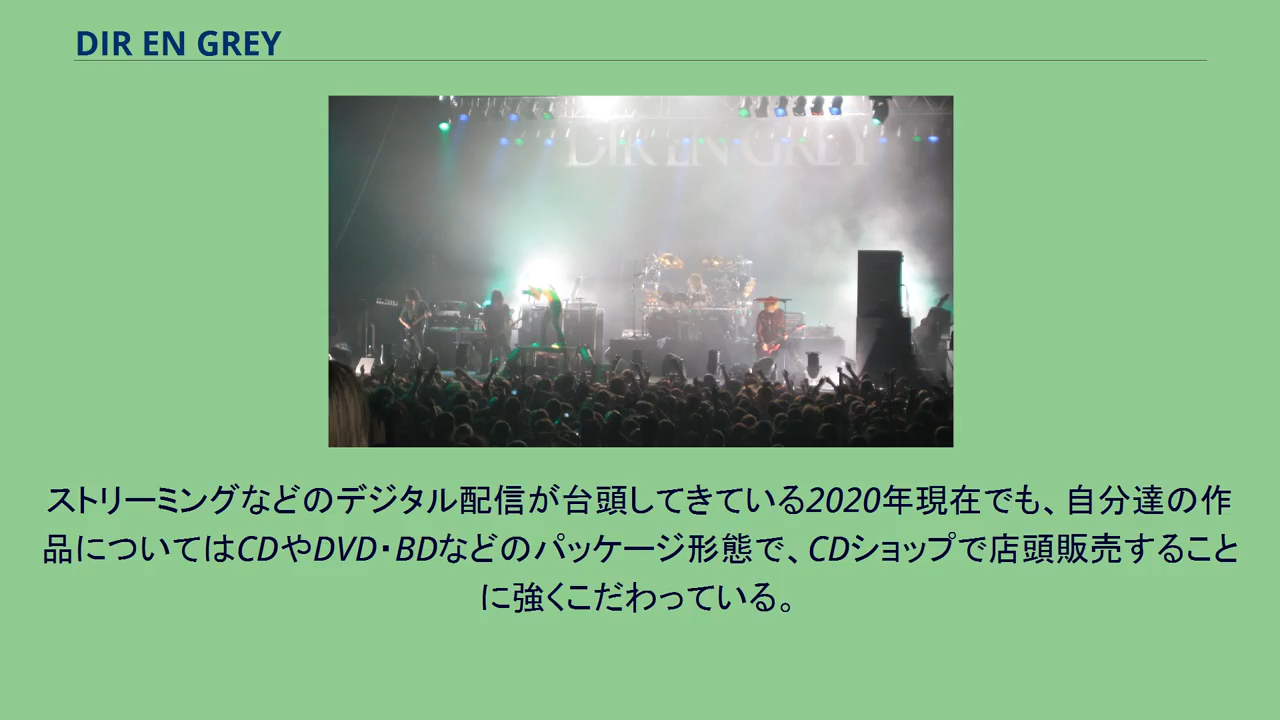 DIR EN GREY
DIR EN GREY
ストリーミングなどのデジタル配信が台頭してきている2020年現在でも、自分達の作
品についてはCDやDVD・BDなどのパッケージ形態で、CDショップで店頭販売すること
に強くこだわっている。